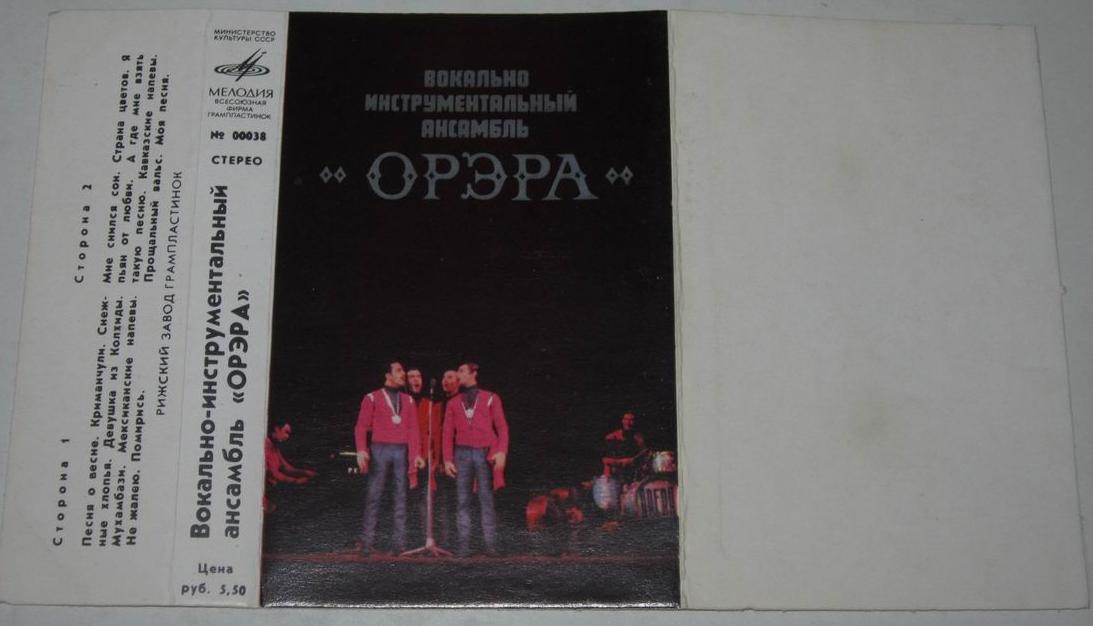 Сторона 1
Песня о весне. Криманчули. Снеж-
ные хлопья. Девушка из Колхиды.
Мухамбази. Мексиканские напевы.
Не жалею. Помирись.
Сторона 2
Мне снился сон. Страна цветов. Я
пьян от любви. А где мне взять
такую песню. Кавказские напевы.
Прощальный вальс. Моя песня.
РИЖСКИЙ ЗАВОД ГРАМПЛАСТИНОК
МИНИСТЕРСТВО
КУЛЬТУРЫ СССР
МЕЛОДИЯ
ВСЕСОЮЗНАЯ
ФИРМА
ГРАМПЛАСТИНОК
№ 00038
СТЕРЕО
Вокально-инструментальный
ансамбль «ОРЭРА»
Цена
руб. 5,50
ВОКАЛЬНО
ИНСТРУМЕНТАЛЬНЫЙ
АНСАМБЛЬ
«ОРЭРА»